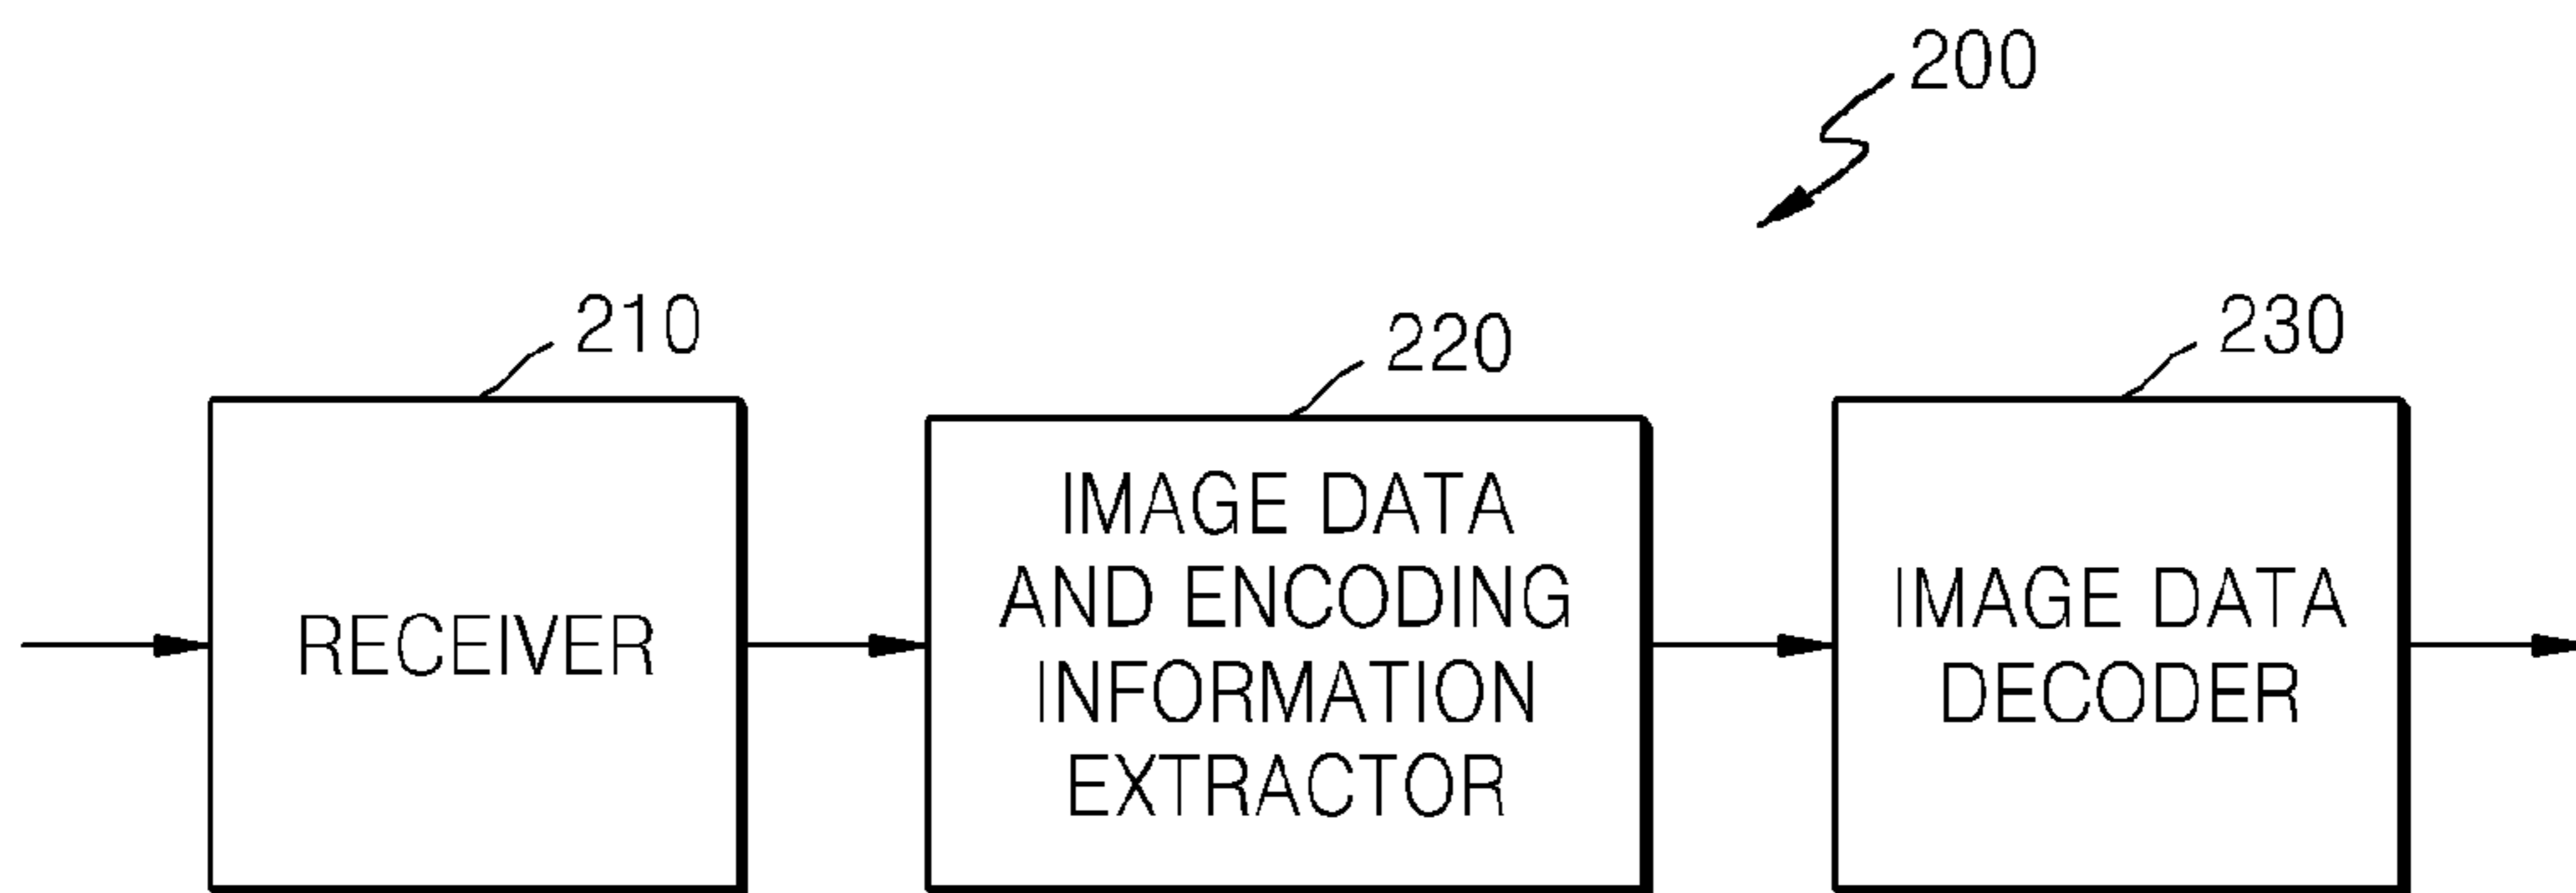 200
210
220
230
RECEIVER
IMAGE DATA
AND ENCODING
INFORMATION
EXTRACTOR
IMAGE DATA
DECODER